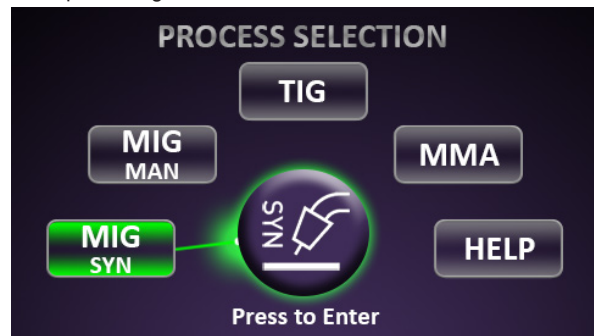 PROCESS SELECTION
TIG
MIG
MAN
MMA
MIG
SYN
SYN
HELP
Press to Enter